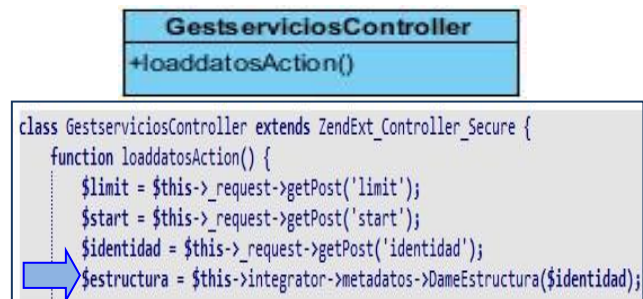 GestserviciosController
+loaddatosAction()
class GestserviciosController extends ZendExt_Controller_Secure {
function loaddatosAction() {
$limit = $this->_request->getPost('limit');
$start = $this->_request->getPost('start');
$identidad = $this->_request->getPost('identidad');
$estructura = $this->integrator->metadatos->DameEstructura($identidad);